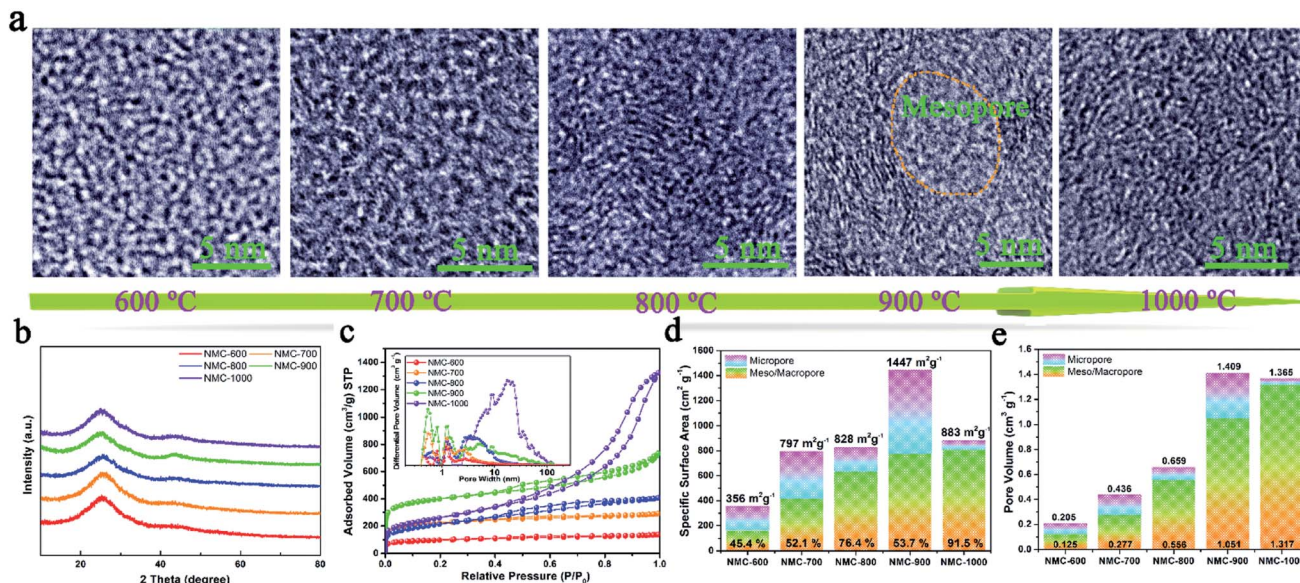 a
Mesopore
5 nm
5 nm
5 nm
5 nm
5 nm
600 ºC
700 ºC
800 ºC
900 ºC
1000 ºC
b
NMC-600
NMC-700
NMC-800
NMC-900
NMC-1000
Intensity (a.u.)
20
40
60
80
2 Theta (degree)
c
1400
1200
1000
800
600
400
200
0
Adsorbed Volume (cm³/g) STP
NMC-600
NMC-700
NMC-800
NMC-900
NMC-1000
Differential Pore Volume (cm³ g⁻¹)
1
10
100
Pore Width (nm)
0.0
0.2
0.4
0.6
0.8
1.0
Relative Pressure (P/P₀)
d
1600
1400
1200
1000
800
600
400
200
0
Specific Surface Area (cm² g⁻¹)
Micropore
Meso/Macropore
356 m²g⁻¹
797 m²g⁻¹
828 m²g⁻¹
1447 m²g⁻¹
883 m²g⁻¹
45.4 %
52.1 %
76.4 %
53.7 %
91.5 %
NMC-600
NMC-700
NMC-800
NMC-900
NMC-1000
e
1.6
1.4
1.2
1.0
0.8
0.6
0.4
0.2
0.0
Pore Volume (cm³ g⁻¹)
Micropore
Meso/Macropore
0.205
0.436
0.659
1.409
1.365
0.125
0.277
0.556
1.051
1.317
NMC-600
NMC-700
NMC-800
NMC-900
NMC-100